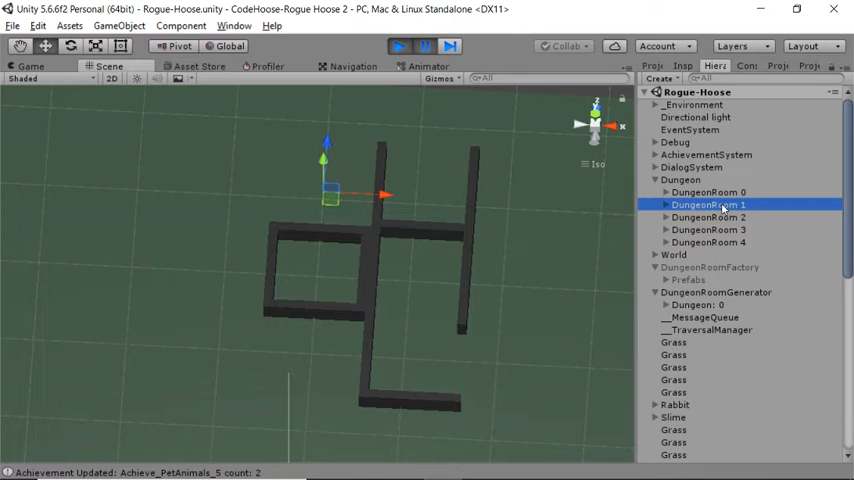 Unity 5.6.6f2 Personal (64bit) - Rogue-Hoose.unity - CodeHoose-Rogue Hoose 2 - PC, Mac & Linux Standalone <DX11>
File Edit Assets GameObject Component Window Help
Pivot Global Collab Account Layers Layout
Game Scene Asset Store Profiler Navigation Animator Proj Insp Hiera Con Proj Proj
Shaded 2D Gizmos All Create All
Rogue-Hoose
_Environment
Directional light
EventSystem
Debug
AchievementSystem
DialogSystem
Dungeon
DungeonRoom 0
DungeonRoom 1
DungeonRoom 2
DungeonRoom 3
DungeonRoom 4
World
DungeonRoomFactory
Prefabs
DungeonRoomGenerator
Dungeon: 0
__MessageQueue
__TraversalManager
Grass
Grass
Grass
Grass
Grass
Rabbit
Slime
Grass
Grass
Grass
z
x
Iso
Achievement Updated: Achieve_PetAnimals_5 count: 2